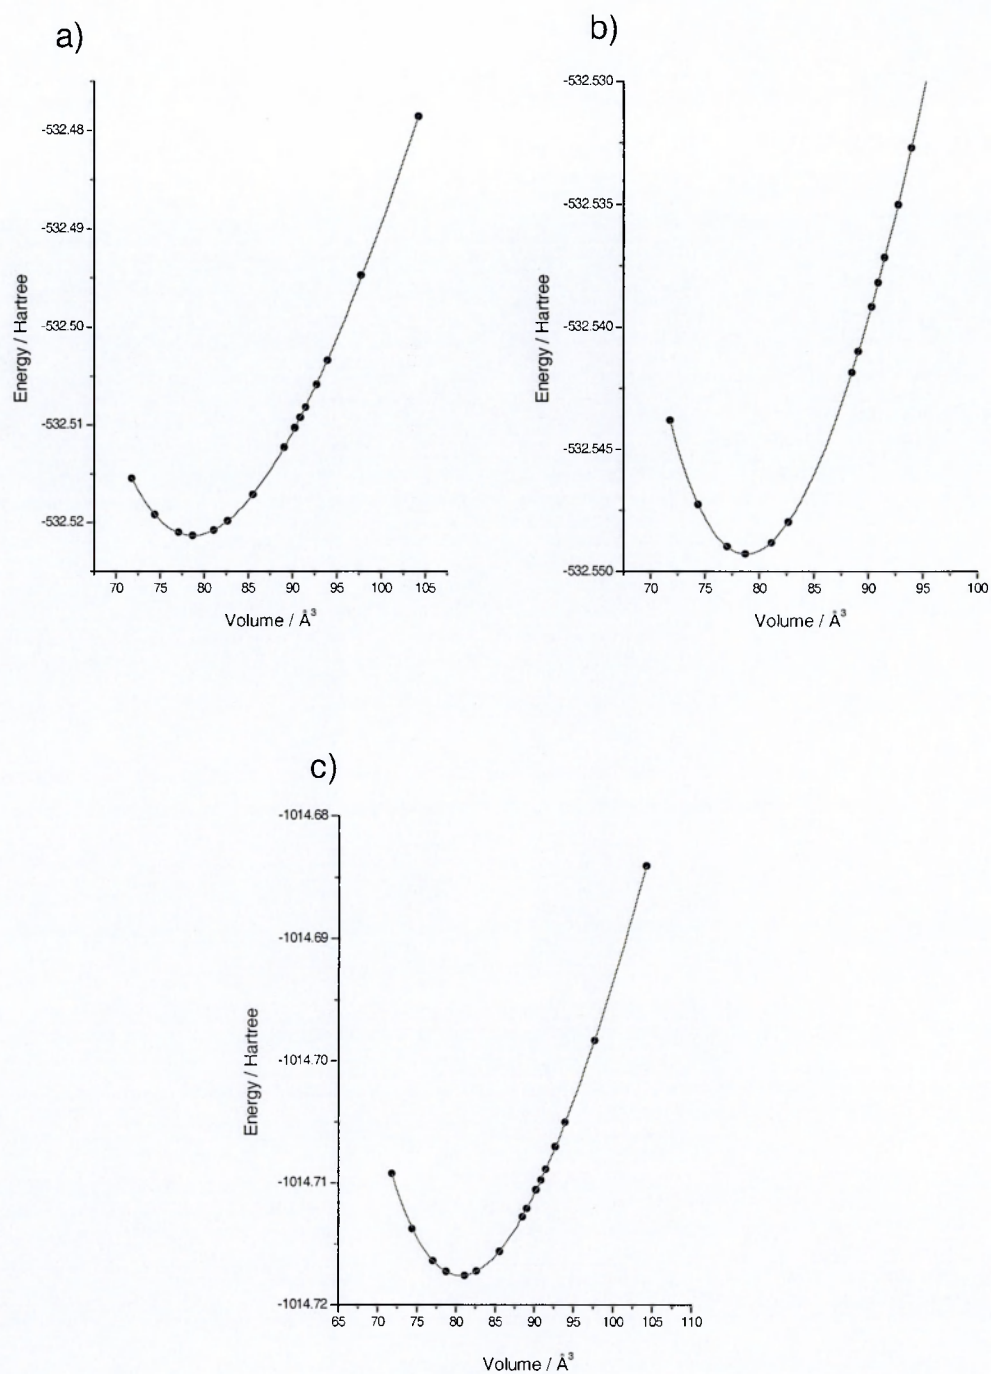 a)
-532.48
-532.49
-532.50
-532.51
-532.52
Energy / Hartree
70 75 80 85 90 95 100 105
Volume / Å³
b)
-532.530
-532.535
-532.540
-532.545
-532.550
Energy / Hartree
70 75 80 85 90 95 100
Volume / Å³
c)
-1014.68
-1014.69
-1014.70
-1014.71
-1014.72
Energy / Hartree
65 70 75 80 85 90 95 100 105 110
Volume / Å³